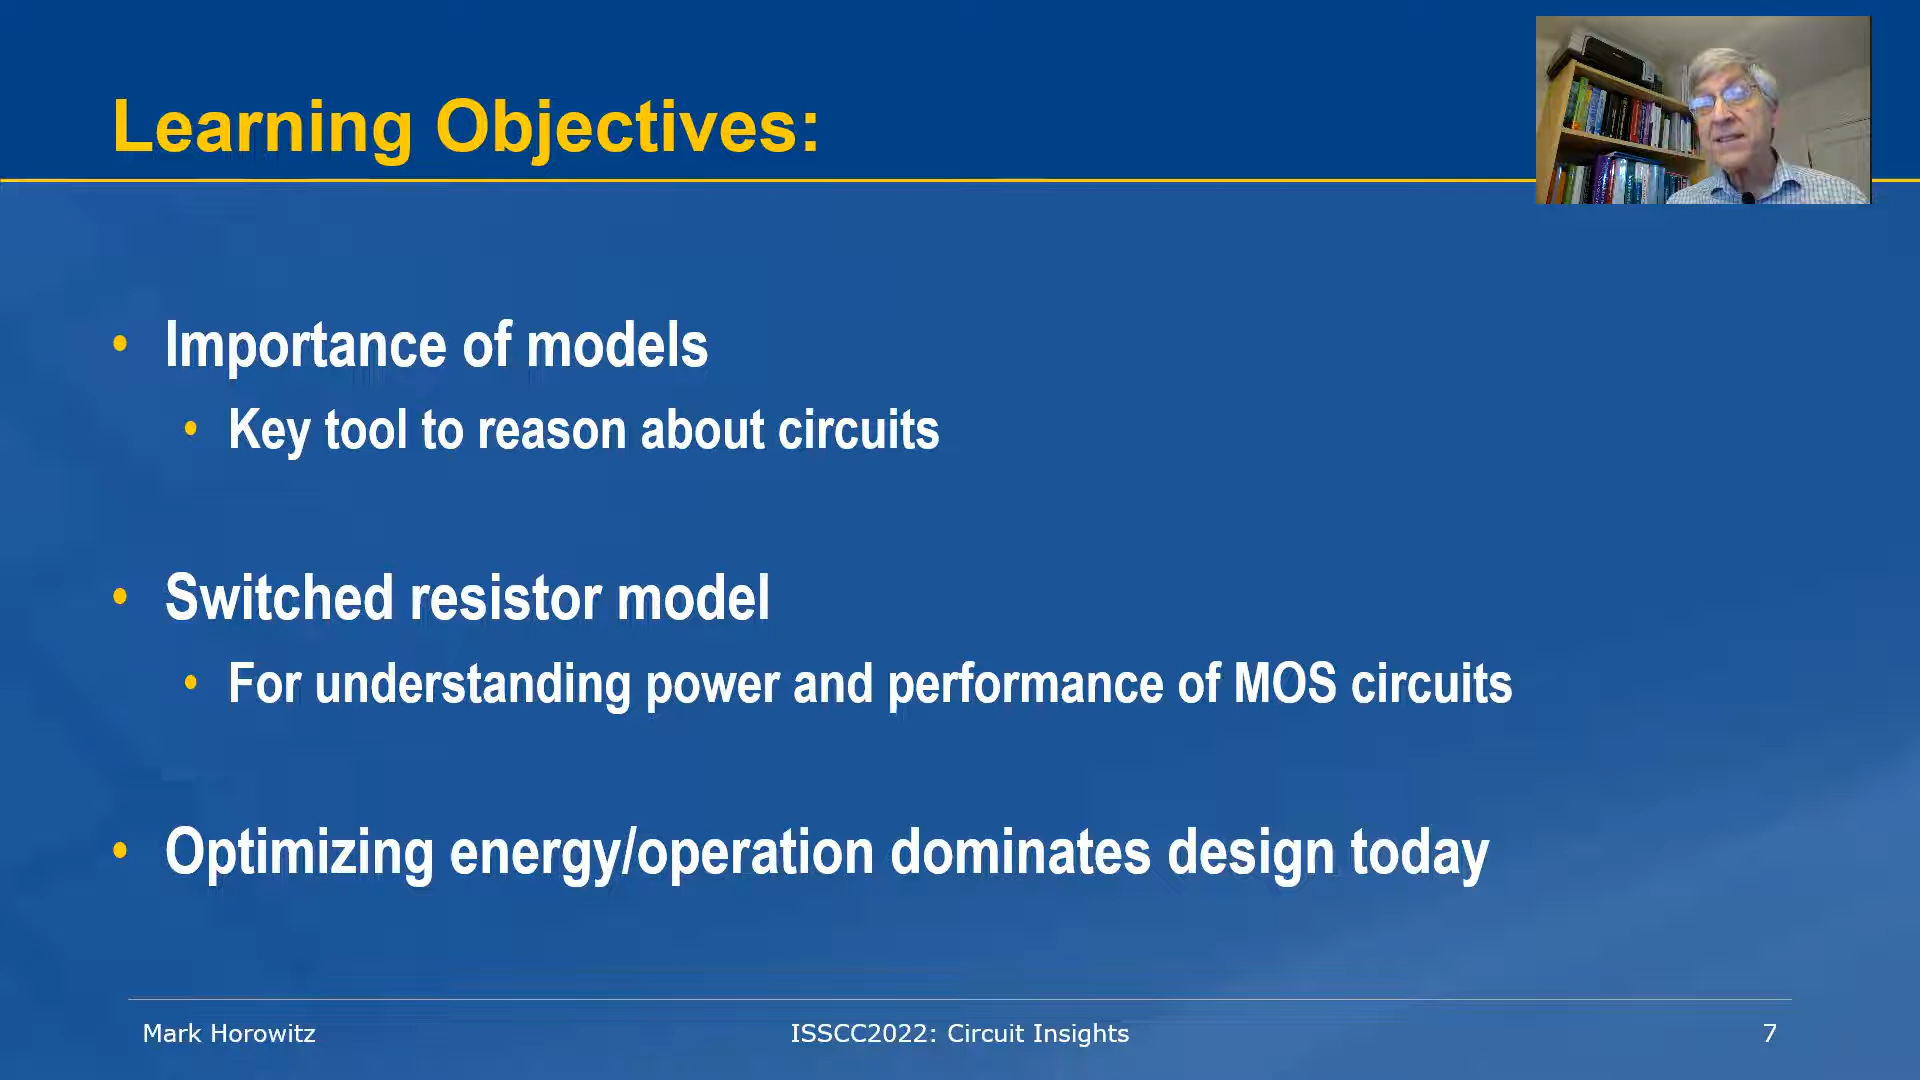 Learning Objectives:
• Importance of models
• Key tool to reason about circuits
• Switched resistor model
• For understanding power and performance of MOS circuits
• Optimizing energy/operation dominates design today
Mark Horowitz
ISSCC2022: Circuit Insights
7